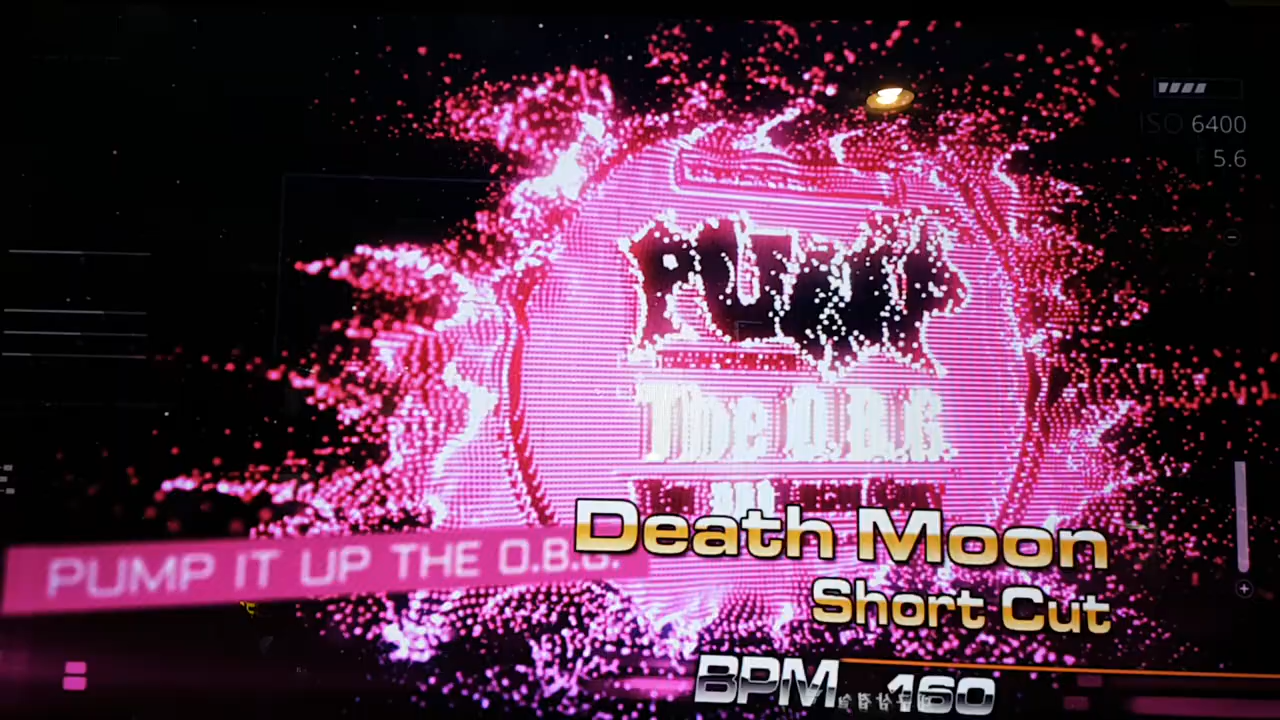 ISO 6400
5.6
PUMP
The O.B.G.
PUMP IT UP THE O.B.G.
Death Moon
Short Cut
BPM 160